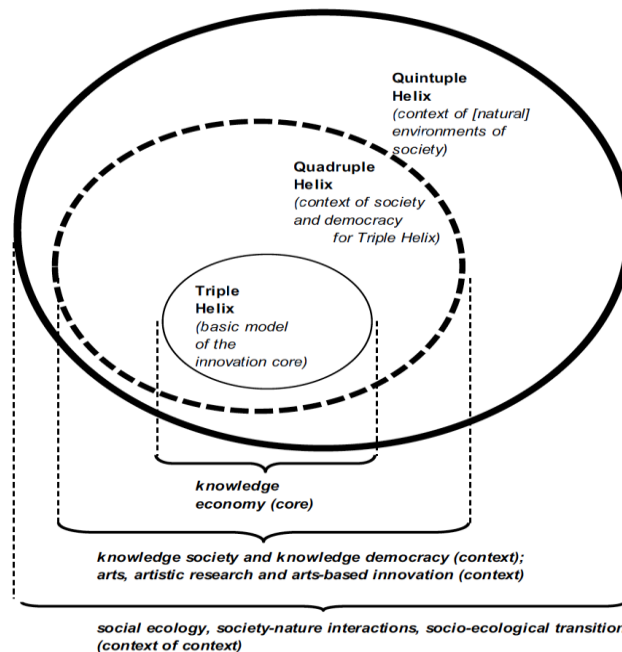 Quintuple
Helix
(context of [natural]
environments of
society)
Quadruple
Helix
(context of society
and democracy
for Triple Helix)
Triple
Helix
(basic model
of the
innovation core)
knowledge
economy (core)
knowledge society and knowledge democracy (context);
arts, artistic research and arts-based innovation (context)
social ecology, society-nature interactions, socio-ecological transition
(context of context)